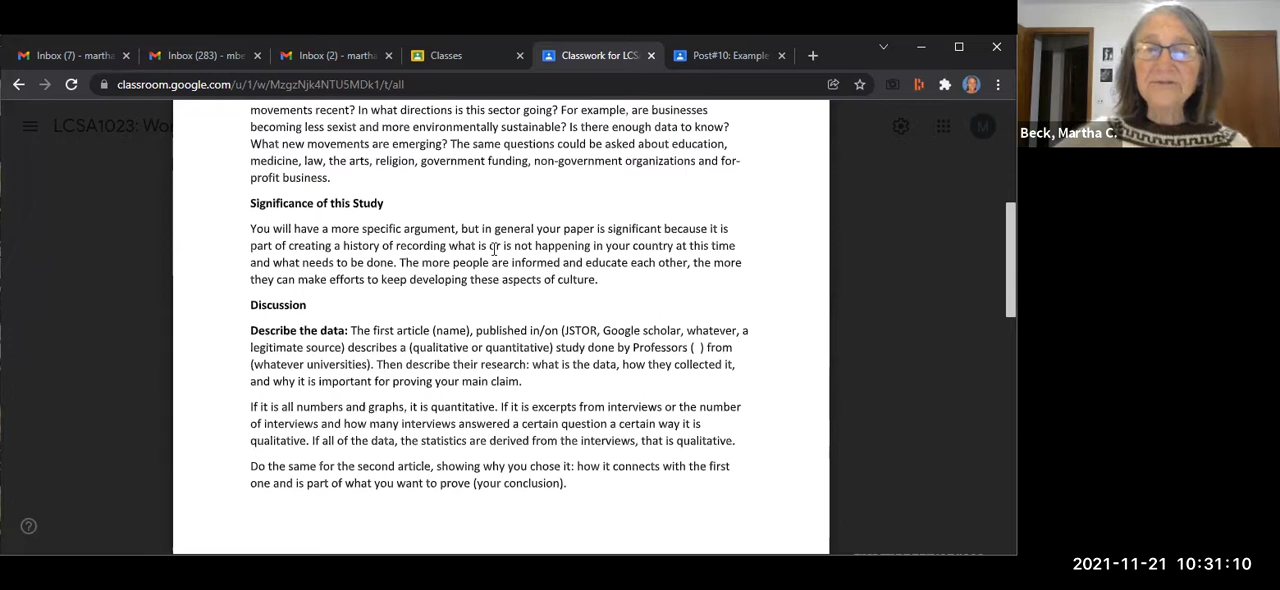 Inbox (7) - martha
Inbox (283) - mbe
Inbox (2) - martha
Classes
Classwork for LCS
Post#10: Example
classroom.google.com/u/1/w/MzgzNjk4NTU5MDk1/t/all
LCSA1023: Wor
M
movements recent? In what directions is this sector going? For example, are businesses
becoming less sexist and more environmentally sustainable? Is there enough data to know?
What new movements are emerging? The same questions could be asked about education,
medicine, law, the arts, religion, government funding, non-government organizations and for-
profit business.
Significance of this Study
You will have a more specific argument, but in general your paper is significant because it is
part of creating a history of recording what is or is not happening in your country at this time
and what needs to be done. The more people are informed and educate each other, the more
they can make efforts to keep developing these aspects of culture.
Discussion
Describe the data: The first article (name), published in/on (JSTOR, Google scholar, whatever, a
legitimate source) describes a (qualitative or quantitative) study done by Professors ( ) from
(whatever universities). Then describe their research: what is the data, how they collected it,
and why it is important for proving your main claim.
If it is all numbers and graphs, it is quantitative. If it is excerpts from interviews or the number
of interviews and how many interviews answered a certain question a certain way it is
qualitative. If all of the data, the statistics are derived from the interviews, that is qualitative.
Do the same for the second article, showing why you chose it: how it connects with the first
one and is part of what you want to prove (your conclusion).
Beck, Martha C.
2021-11-21 10:31:10